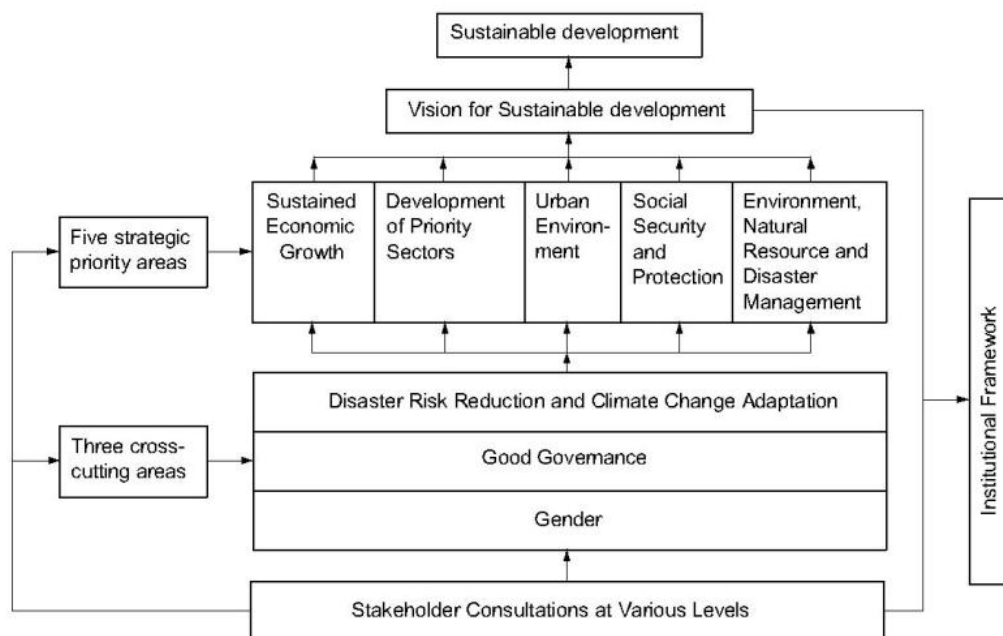 Sustainable development
Vision for Sustainable development
Sustained
Economic
Growth
Development
of Priority
Sectors
Urban
Environ-
ment
Social
Security
and
Protection
Environment,
Natural
Resource and
Disaster
Management
Five strategic
priority areas
Disaster Risk Reduction and Climate Change Adaptation
Three cross-
cutting areas
Good Governance
Gender
Stakeholder Consultations at Various Levels
Institutional Framework